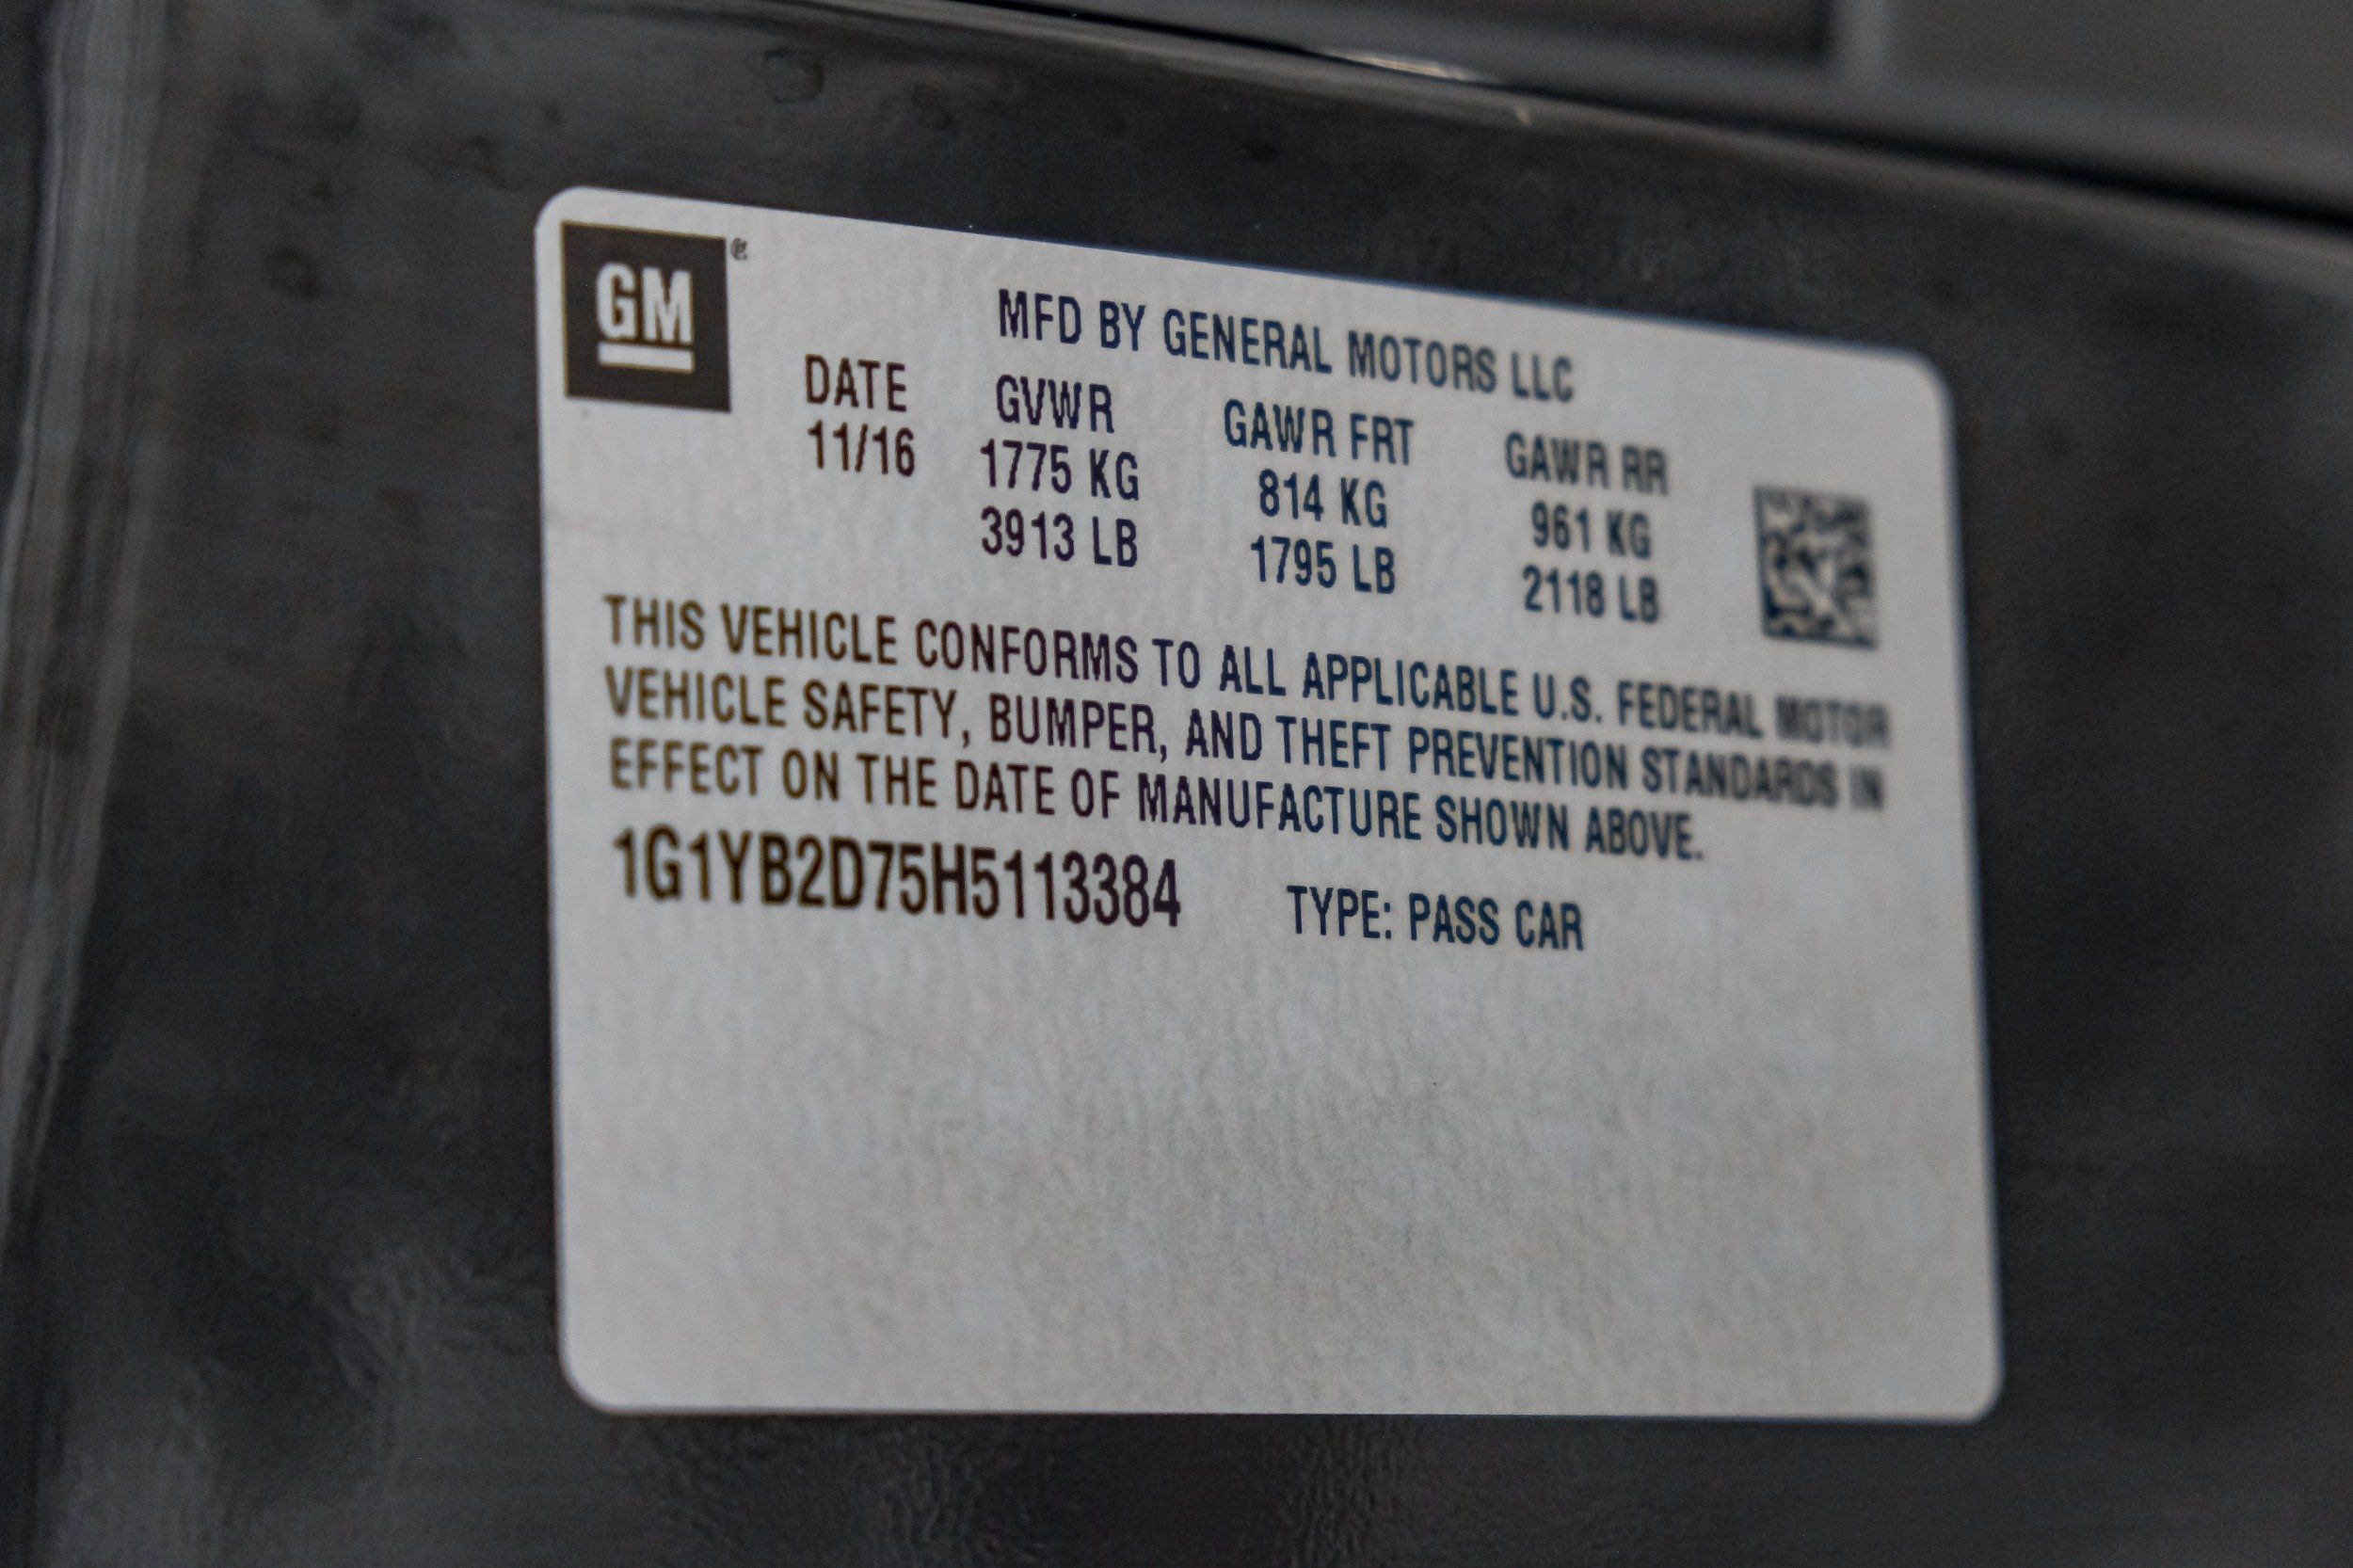 GM
MFD BY GENERAL MOTORS LLC
DATE GVWR GAWR FRT GAWR RR
11/16 1775 KG 814 KG 961 KG
3913 LB 1795 LB 2118 LB
THIS VEHICLE CONFORMS TO ALL APPLICABLE U.S. FEDERAL MOTOR
VEHICLE SAFETY, BUMPER, AND THEFT PREVENTION STANDARDS IN
EFFECT ON THE DATE OF MANUFACTURE SHOWN ABOVE.
1G1YB2D75H5113384 TYPE: PASS CAR